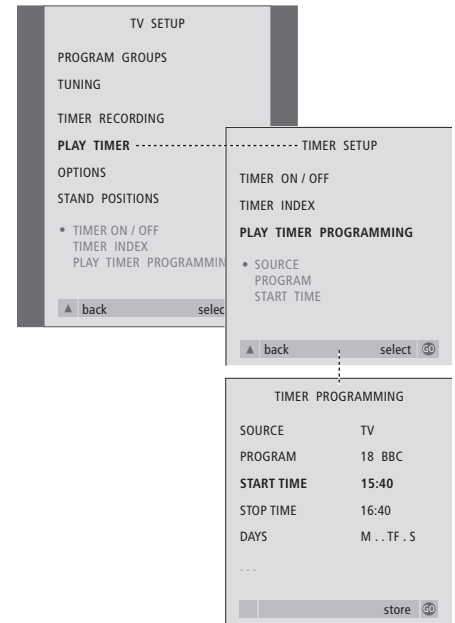 TV SETUP
PROGRAM GROUPS
TUNING
TIMER RECORDING
PLAY TIMER
OPTIONS
STAND POSITIONS
• TIMER ON / OFF
TIMER INDEX
PLAY TIMER PROGRAMMIN
▲ back selec
TIMER SETUP
TIMER ON / OFF
TIMER INDEX
PLAY TIMER PROGRAMMING
• SOURCE
PROGRAM
START TIME
▲ back select GO
TIMER PROGRAMMING
SOURCE TV
PROGRAM 18 BBC
START TIME 15:40
STOP TIME 16:40
DAYS M . . TF . S
. . .
store GO